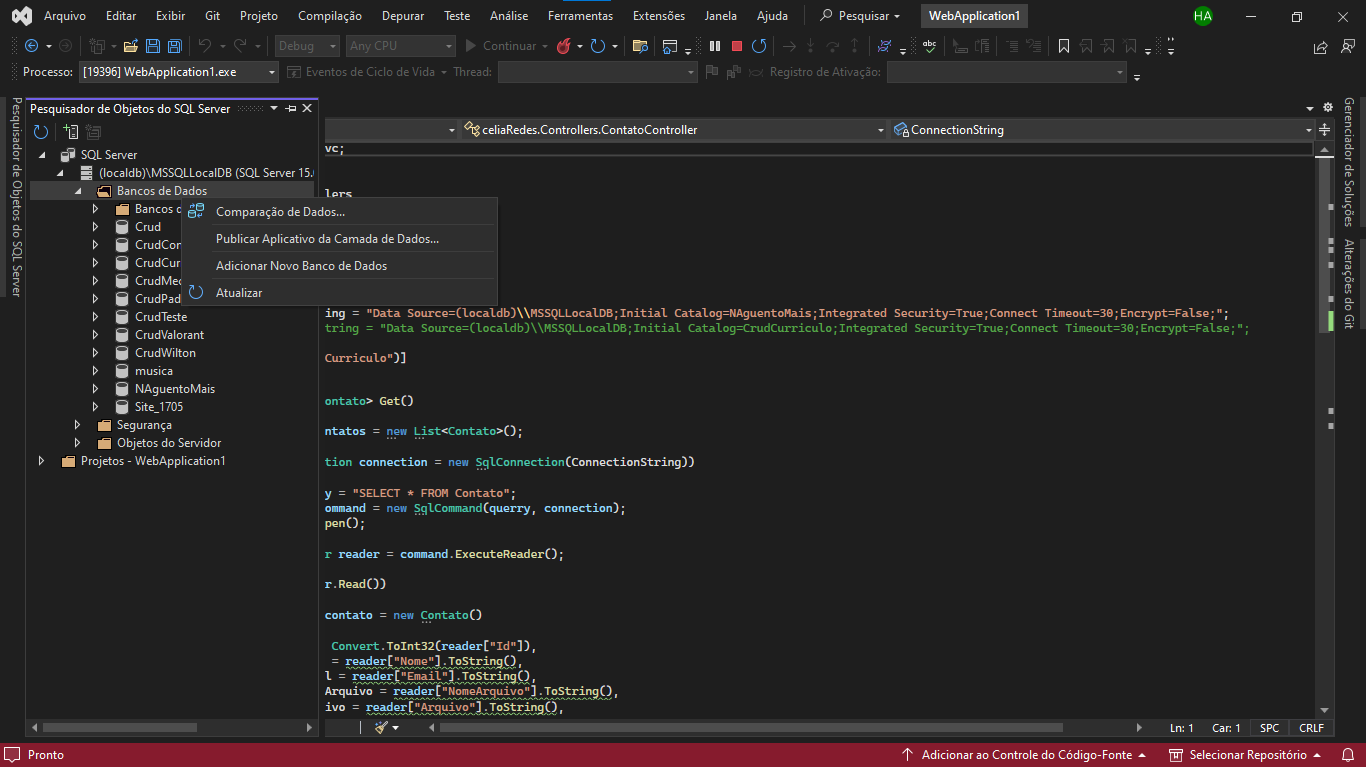 Arquivo Editar Exibir Git Projeto Compilação Depurar Teste Análise Ferramentas Extensões Janela Ajuda Pesquisar WebApplication1 HA
Debug Any CPU Continuar abc
Processo: [19396] WebApplication1.exe Eventos de Ciclo de Vida Thread: Registro de Ativação:
Pesquisador de Objetos do SQL Server
Pesquisador de Objetos do SQL Server
SQL Server
(localdb)\MSSQLLocalDB (SQL Server 15.
Bancos de Dados
Bancos d
Crud
CrudCon
CrudCur
CrudMed
CrudPad
CrudTeste
CrudValorant
CrudWilton
musica
NAguentoMais
Site_1705
Segurança
Objetos do Servidor
Projetos - WebApplication1
Comparação de Dados...
Publicar Aplicativo da Camada de Dados...
Adicionar Novo Banco de Dados
Atualizar
celiaRedes.Controllers.ContatoController ConnectionString
vc;
lers
ing = "Data Source=(localdb)\\MSSQLLocalDB;Initial Catalog=NAguentoMais;Integrated Security=True;Connect Timeout=30;Encrypt=False;";
tring = "Data Source=(localdb)\\MSSQLLocalDB;Initial Catalog=CrudCurriculo;Integrated Security=True;Connect Timeout=30;Encrypt=False;";
Curriculo")]
ontato> Get()
ntatos = new List<Contato>();
tion connection = new SqlConnection(ConnectionString))
y = "SELECT * FROM Contato";
ommand = new SqlCommand(querry, connection);
pen();
r reader = command.ExecuteReader();
r.Read())
contato = new Contato()
Convert.ToInt32(reader["Id"]),
= reader["Nome"].ToString(),
l = reader["Email"].ToString(),
Arquivo = reader["NomeArquivo"].ToString(),
ivo = reader["Arquivo"].ToString(),
Gerenciador de Soluções
Alterações do Git
Ln: 1 Car: 1 SPC CRLF
Pronto Adicionar ao Controle do Código-Fonte Selecionar Repositório